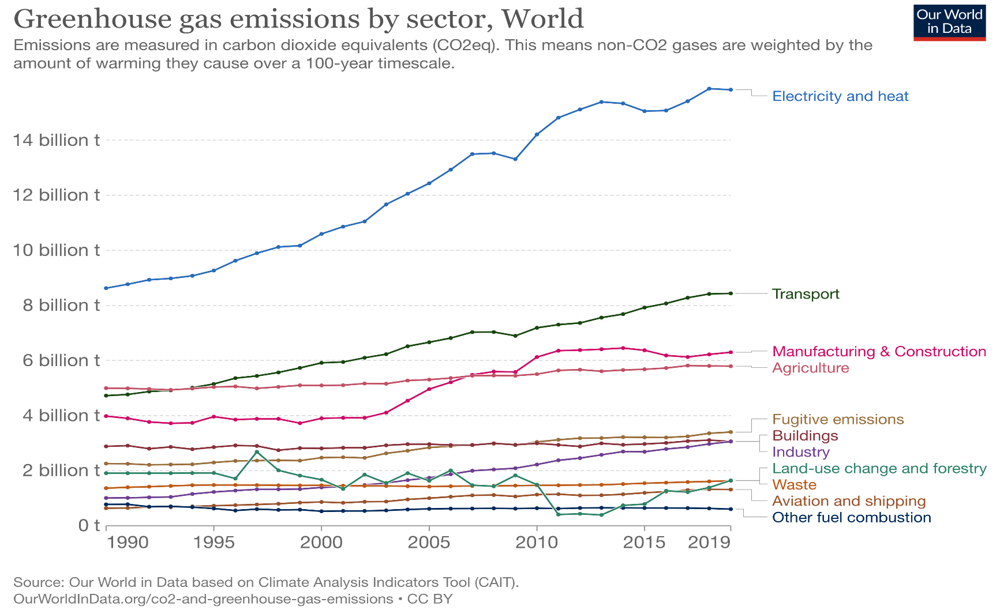 Greenhouse gas emissions by sector, World
Our World
in Data
Emissions are measured in carbon dioxide equivalents (CO2eq). This means non-CO2 gases are weighted by the
amount of warming they cause over a 100-year timescale.
Electricity and heat
14 billion t
12 billion t
10 billion t
8 billion t
Transport
6 billion t
Manufacturing & Construction
Agriculture
4 billion t
Fugitive emissions
Buildings
Industry
2 billion t
Land-use change and forestry
Waste
Aviation and shipping
Other fuel combustion
0 t
1990 1995 2000 2005 2010 2015 2019
Source: Our World in Data based on Climate Analysis Indicators Tool (CAIT).
OurWorldInData.org/co2-and-greenhouse-gas-emissions • CC BY